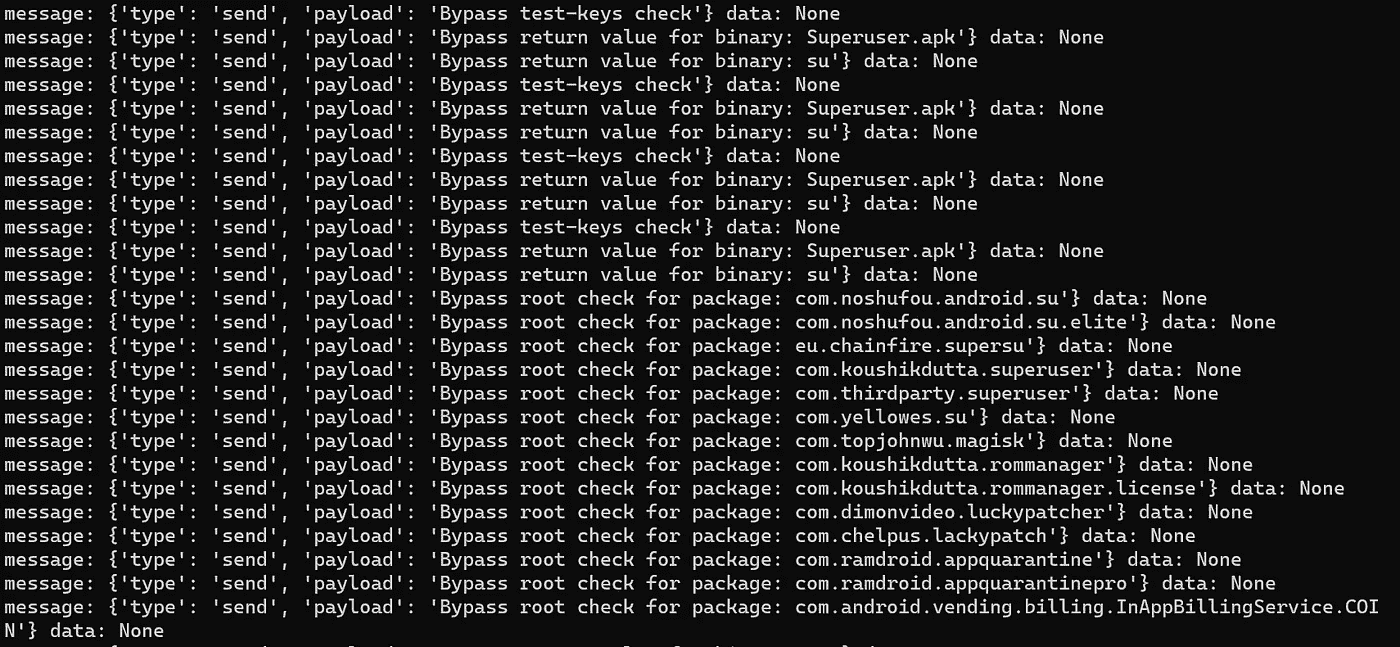 message: {'type': 'send', 'payload': 'Bypass test-keys check'} data: None
message: {'type': 'send', 'payload': 'Bypass return value for binary: Superuser.apk'} data: None
message: {'type': 'send', 'payload': 'Bypass return value for binary: su'} data: None
message: {'type': 'send', 'payload': 'Bypass test-keys check'} data: None
message: {'type': 'send', 'payload': 'Bypass return value for binary: Superuser.apk'} data: None
message: {'type': 'send', 'payload': 'Bypass return value for binary: su'} data: None
message: {'type': 'send', 'payload': 'Bypass test-keys check'} data: None
message: {'type': 'send', 'payload': 'Bypass return value for binary: Superuser.apk'} data: None
message: {'type': 'send', 'payload': 'Bypass return value for binary: su'} data: None
message: {'type': 'send', 'payload': 'Bypass test-keys check'} data: None
message: {'type': 'send', 'payload': 'Bypass return value for binary: Superuser.apk'} data: None
message: {'type': 'send', 'payload': 'Bypass return value for binary: su'} data: None
message: {'type': 'send', 'payload': 'Bypass root check for package: com.noshufou.android.su'} data: None
message: {'type': 'send', 'payload': 'Bypass root check for package: com.noshufou.android.su.elite'} data: None
message: {'type': 'send', 'payload': 'Bypass root check for package: eu.chainfire.supersu'} data: None
message: {'type': 'send', 'payload': 'Bypass root check for package: com.koushikdutta.superuser'} data: None
message: {'type': 'send', 'payload': 'Bypass root check for package: com.thirdparty.superuser'} data: None
message: {'type': 'send', 'payload': 'Bypass root check for package: com.yellowes.su'} data: None
message: {'type': 'send', 'payload': 'Bypass root check for package: com.topjohnwu.magisk'} data: None
message: {'type': 'send', 'payload': 'Bypass root check for package: com.koushikdutta.rommanager'} data: None
message: {'type': 'send', 'payload': 'Bypass root check for package: com.koushikdutta.rommanager.license'} data: None
message: {'type': 'send', 'payload': 'Bypass root check for package: com.dimonvideo.luckypatcher'} data: None
message: {'type': 'send', 'payload': 'Bypass root check for package: com.chelpus.lackypatch'} data: None
message: {'type': 'send', 'payload': 'Bypass root check for package: com.ramdroid.appquarantine'} data: None
message: {'type': 'send', 'payload': 'Bypass root check for package: com.ramdroid.appquarantinepro'} data: None
message: {'type': 'send', 'payload': 'Bypass root check for package: com.android.vending.billing.InAppBillingService.COI
N'} data: None